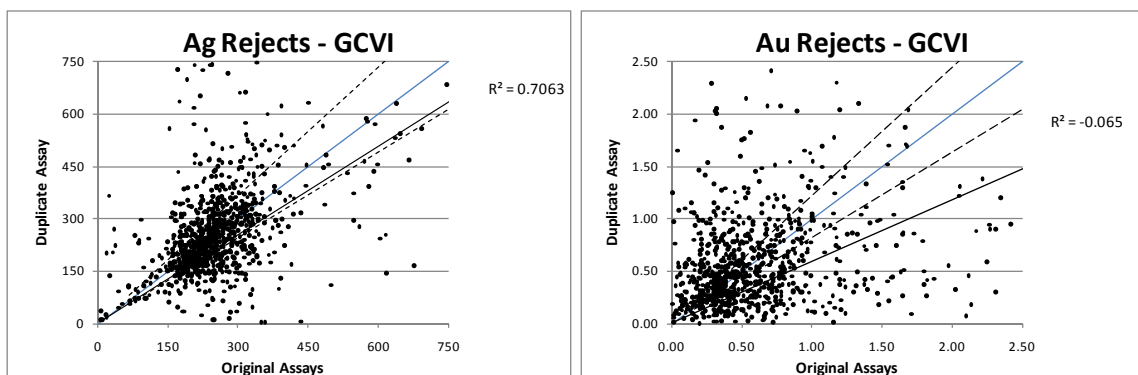 Ag Rejects - GCVI
750
600
450
300
150
0
0 150 300 450 600 750
Duplicate Assay
Original Assays
R² = 0.7063
Au Rejects - GCVI
2.50
2.00
1.50
1.00
0.50
0.00
0.00 0.50 1.00 1.50 2.00 2.50
Duplicate Assay
Original Assays
R² = -0.065